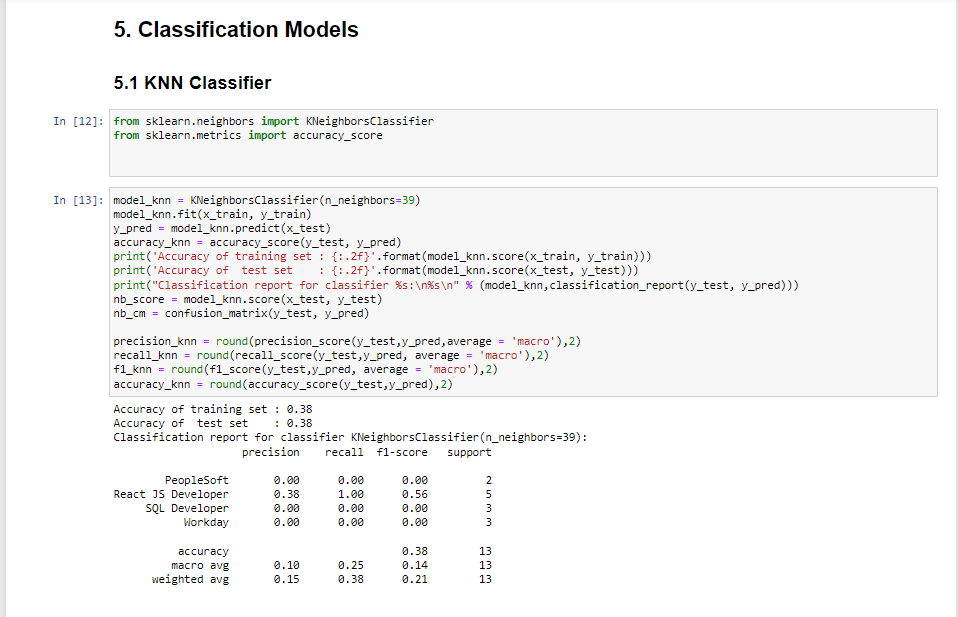 5. Classification Models
5.1 KNN Classifier
In [12]: from sklearn.neighbors import KNeighborsClassifier
from sklearn.metrics import accuracy_score
In [13]: model_knn = KNeighborsClassifier(n_neighbors=39)
model_knn.fit(x_train, y_train)
y_pred = model_knn.predict(x_test)
accuracy_knn = accuracy_score(y_test, y_pred)
print('Accuracy of training set : {:.2f}'.format(model_knn.score(x_train, y_train)))
print('Accuracy of  test set    : {:.2f}'.format(model_knn.score(x_test, y_test)))
print("Classification report for classifier %s:\n%s\n" % (model_knn,classification_report(y_test, y_pred)))
nb_score = model_knn.score(x_test, y_test)
nb_cm = confusion_matrix(y_test, y_pred)
precision_knn = round(precision_score(y_test,y_pred,average = 'macro'),2)
recall_knn = round(recall_score(y_test,y_pred, average = 'macro'),2)
f1_knn = round(f1_score(y_test,y_pred, average = 'macro'),2)
accuracy_knn = round(accuracy_score(y_test,y_pred),2)
Accuracy of training set : 0.38
Accuracy of  test set    : 0.38
Classification report for classifier KNeighborsClassifier(n_neighbors=39):
precision    recall  f1-score   support
PeopleSoft       0.00      0.00      0.00         2
React JS Developer       0.38      1.00      0.56         5
SQL Developer       0.00      0.00      0.00         3
Workday       0.00      0.00      0.00         3
accuracy                           0.38        13
macro avg       0.10      0.25      0.14        13
weighted avg       0.15      0.38      0.21        13